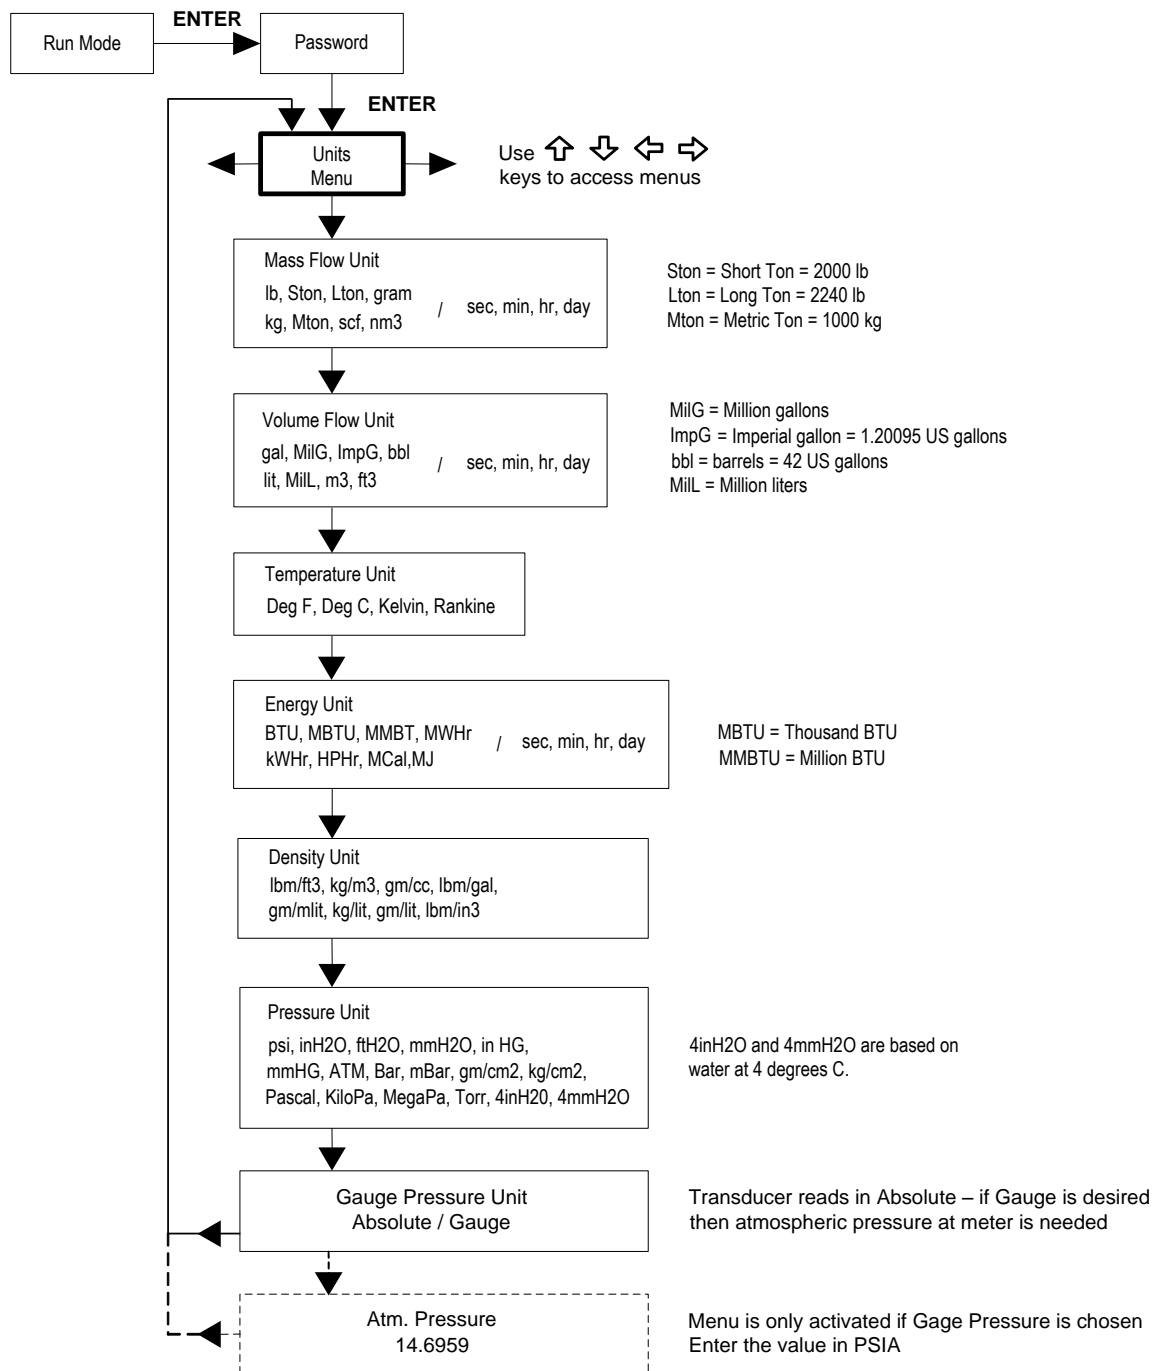 ENTER
Run Mode
Password
ENTER
Units
Menu
Use
keys to access menus
Mass Flow Unit
lb, Ston, Lton, gram
kg, Mton, scf, nm3
/ sec, min, hr, day
Ston = Short Ton = 2000 lb
Lton = Long Ton = 2240 lb
Mton = Metric Ton = 1000 kg
Volume Flow Unit
gal, MilG, ImpG, bbl
lit, MilL, m3, ft3
/ sec, min, hr, day
MilG = Million gallons
ImpG = Imperial gallon = 1.20095 US gallons
bbl = barrels = 42 US gallons
MilL = Million liters
Temperature Unit
Deg F, Deg C, Kelvin, Rankine
Energy Unit
BTU, MBTU, MMBT, MWHr
kWHr, HPHr, MCal,MJ
/ sec, min, hr, day
MBTU = Thousand BTU
MMBTU = Million BTU
Density Unit
lbm/ft3, kg/m3, gm/cc, lbm/gal,
gm/mlit, kg/lit, gm/lit, lbm/in3
Pressure Unit
psi, inH2O, ftH2O, mmH2O, in HG,
mmHG, ATM, Bar, mBar, gm/cm2, kg/cm2,
Pascal, KiloPa, MegaPa, Torr, 4inH20, 4mmH2O
4inH2O and 4mmH2O are based on
water at 4 degrees C.
Gauge Pressure Unit
Absolute / Gauge
Transducer reads in Absolute – if Gauge is desired
then atmospheric pressure at meter is needed
Atm. Pressure
14.6959
Menu is only activated if Gage Pressure is chosen
Enter the value in PSIA